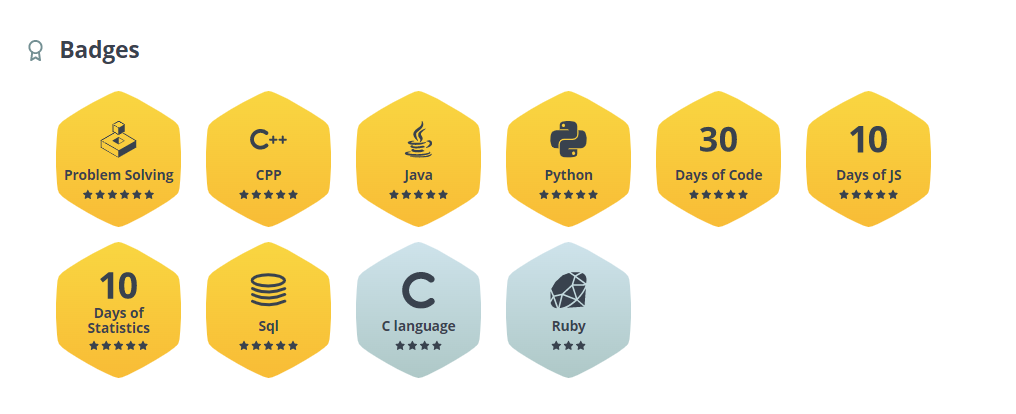 Badges
C++
30
10
Problem Solving
CPP
Java
Python
Days of Code
Days of JS
10
Days of
Statistics
Sql
C
C language
Ruby